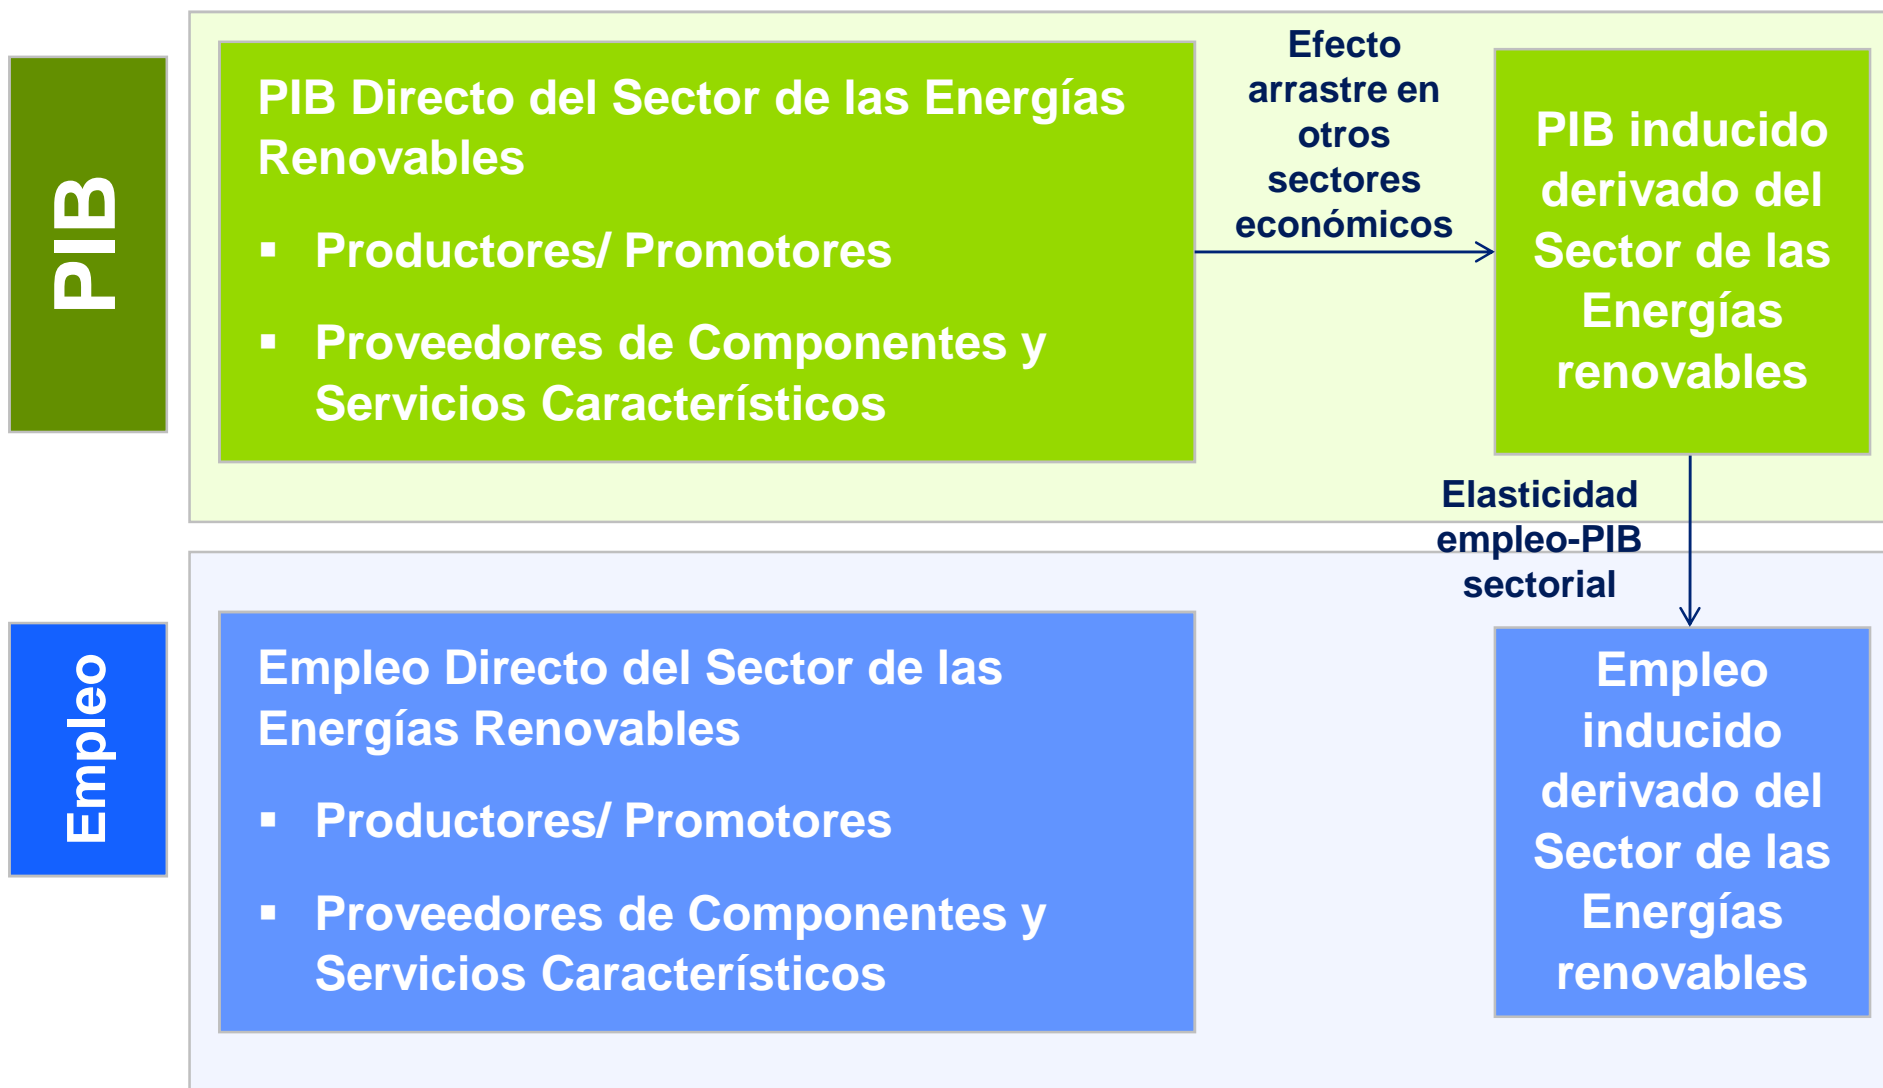 PIB
PIB Directo del Sector de las Energías
Renovables
▪ Productores/ Promotores
▪ Proveedores de Componentes y
Servicios Característicos
Efecto
arrastre en
otros
sectores
económicos
PIB inducido
derivado del
Sector de las
Energías
renovables
Elasticidad
empleo-PIB
sectorial
Empleo
Empleo Directo del Sector de las
Energías Renovables
▪ Productores/ Promotores
▪ Proveedores de Componentes y
Servicios Característicos
Empleo
inducido
derivado del
Sector de las
Energías
renovables